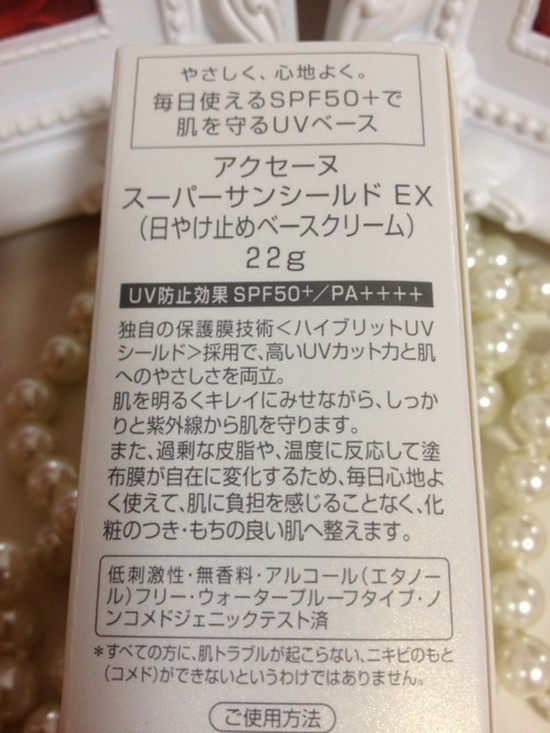 やさしく、心地よく。
毎日使えるSPF50+で
肌を守るUVベース
アクセーヌ
スーパーサンシールド EX
（日やけ止めベースクリーム）
22g
UV防止効果 SPF50+／PA++++
独自の保護膜技術＜ハイブリットUV
シールド＞採用で、高いUVカット力と肌
へのやさしさを両立。
肌を明るくキレイにみせながら、しっか
りと紫外線から肌を守ります。
また、過剰な皮脂や、温度に反応して塗
布膜が自在に変化するため、毎日心地よ
く使えて、肌に負担を感じることなく、化
粧のつき・もちの良い肌へ整えます。
低刺激性・無香料・アルコール（エタノー
ル）フリー・ウォータープルーフタイプ・ノ
ンコメドジェニックテスト済
＊すべての方に、肌トラブルが起こらない、ニキビのもと
（コメド）ができないというわけではありません。
ご使用方法